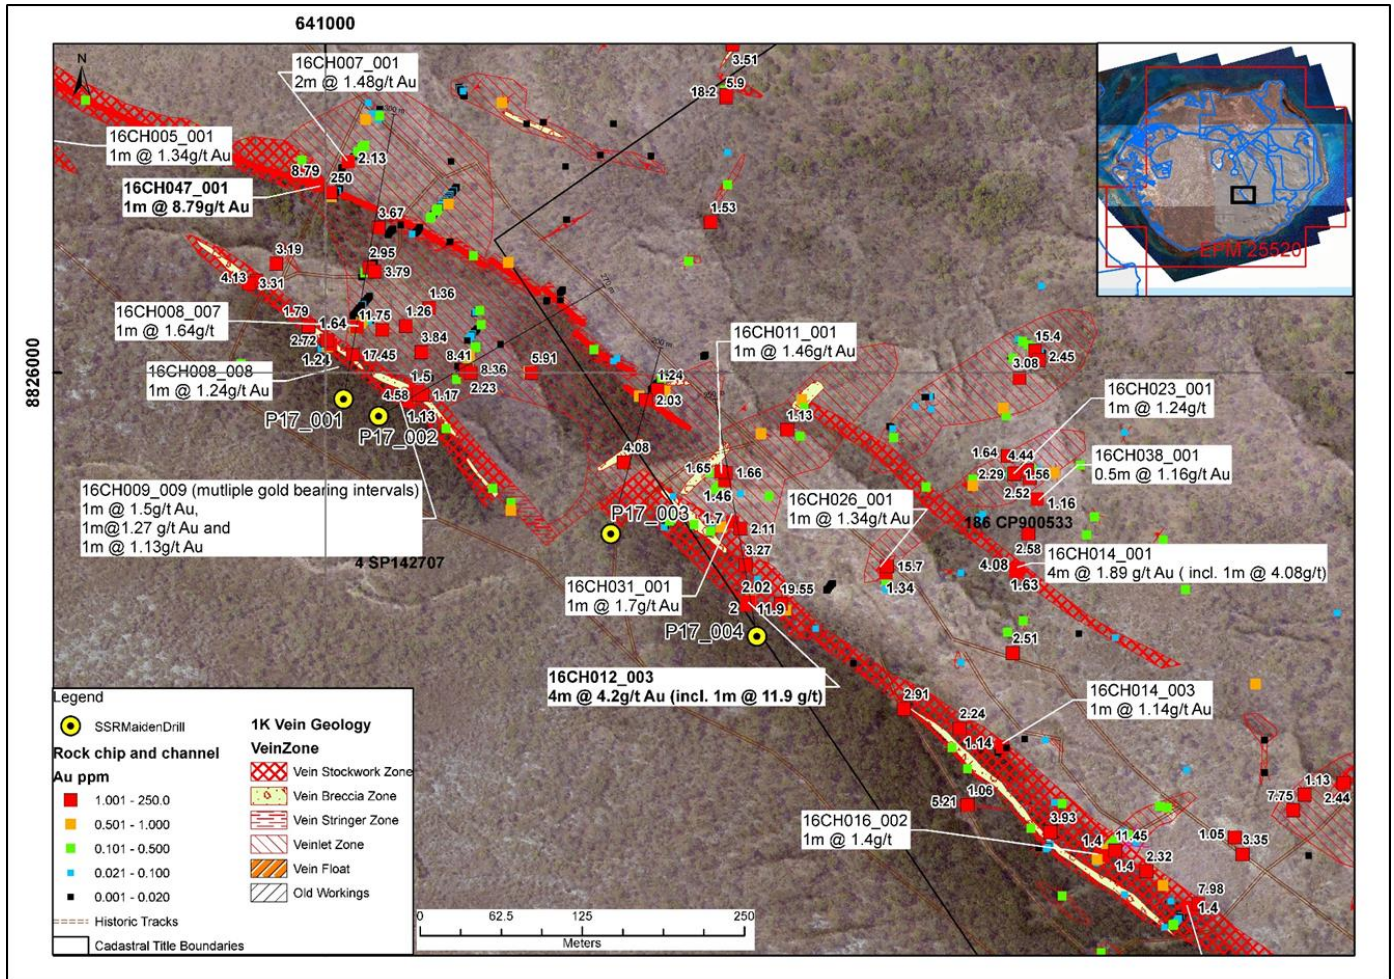 641000
8826000
N
16CH007_001
2m @ 1.48g/t Au
16CH005_001
1m @ 1.34g/t Au
16CH047_001
1m @ 8.79g/t Au
3.51
5.9
18.2
8.79
2.13
250
3.67
1.53
2.95
3.79
3.19
4.13
3.31
1.36
1.26
1.79
1.64
11.75
3.84
2.72
1.24
17.45
8.41
8.36
5.91
2.23
1.5
1.17
4.58
1.13
16CH008_007
1m @ 1.64g/t
16CH008_008
1m @ 1.24g/t Au
P17_001
P17_002
16CH009_009 (mutliple gold bearing intervals)
1m @ 1.5g/t Au,
1m@1.27 g/t Au and
1m @ 1.13g/t Au
4 SP142707
16CH011_001
1m @ 1.46g/t Au
200 m
1.24
2.03
4.08
1.13
1.65
1.66
1.46
1.7
2.11
3.27
2.02
19.55
2
11.9
P17_003
16CH031_001
1m @ 1.7g/t Au
P17_004
16CH012_003
4m @ 4.2g/t Au (incl. 1m @ 11.9 g/t)
EPM 25520
15.4
2.45
3.08
16CH023_001
1m @ 1.24g/t
1.64
4.44
2.29
1.56
2.52
1.16
16CH038_001
0.5m @ 1.16g/t Au
16CH026_001
1m @ 1.34g/t Au
186 CP900533
2.58
16CH014_001
4m @ 1.89 g/t Au ( incl. 1m @ 4.08g/t)
4.08
1.63
15.7
1.34
2.51
2.91
2.24
1.14
16CH014_003
1m @ 1.14g/t Au
1.06
5.21
3.93
16CH016_002
1m @ 1.4g/t
1.4
11.45
1.4
2.32
7.98
1.4
1.13
2.44
7.75
1.05
3.35
Legend
SSRMaidenDrill
Rock chip and channel
Au ppm
1.001 - 250.0
0.501 - 1.000
0.101 - 0.500
0.021 - 0.100
0.001 - 0.020
Historic Tracks
Cadastral Title Boundaries
1K Vein Geology
VeinZone
Vein Stockwork Zone
Vein Breccia Zone
Vein Stringer Zone
Veinlet Zone
Vein Float
Old Workings
0 62.5 125 250
Meters